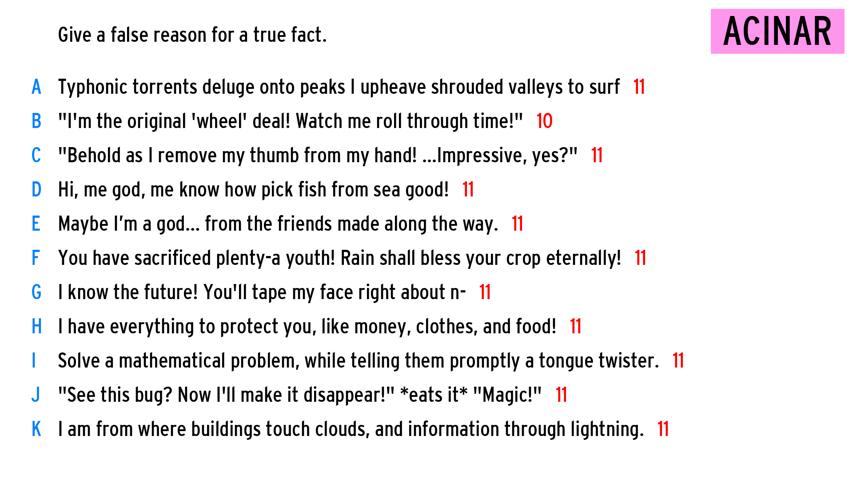 Give a false reason for a true fact.
ACINAR
A Typhonic torrents deluge onto peaks I upheave shrouded valleys to surf 11
B "I'm the original 'wheel' deal! Watch me roll through time!" 10
C "Behold as I remove my thumb from my hand! ...Impressive, yes?" 11
D Hi, me god, me know how pick fish from sea good! 11
E Maybe I'm a god... from the friends made along the way. 11
F You have sacrificed plenty-a youth! Rain shall bless your crop eternally! 11
G I know the future! You'll tape my face right about n- 11
H I have everything to protect you, like money, clothes, and food! 11
I Solve a mathematical problem, while telling them promptly a tongue twister. 11
J "See this bug? Now I'll make it disappear!" *eats it* "Magic!" 11
K I am from where buildings touch clouds, and information through lightning. 11